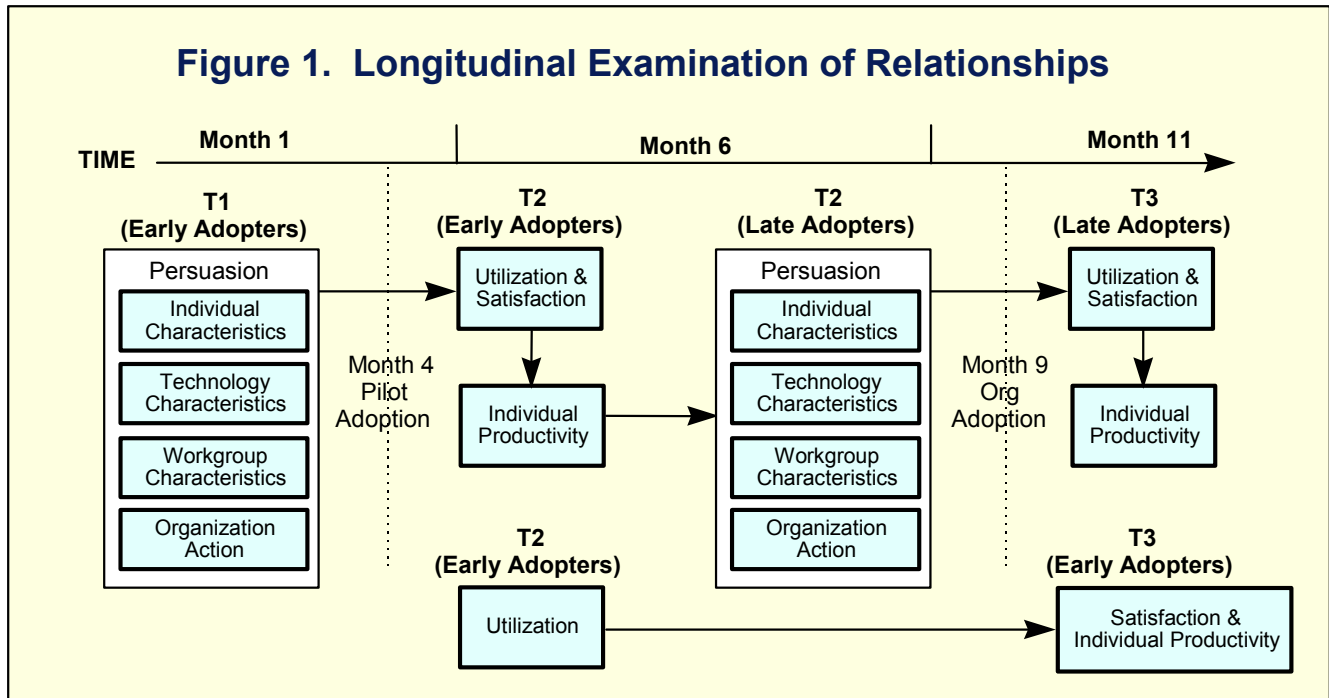 Figure 1. Longitudinal Examination of Relationships
Month 1
Month 6
Month 11
TIME
T1
(Early Adopters)
Persuasion
Individual
Characteristics
Technology
Characteristics
Workgroup
Characteristics
Organization
Action
Month 4
Pilot
Adoption
T2
(Early Adopters)
Utilization &
Satisfaction
Individual
Productivity
T2
(Early Adopters)
Utilization
T2
(Late Adopters)
Persuasion
Individual
Characteristics
Technology
Characteristics
Workgroup
Characteristics
Organization
Action
Month 9
Org
Adoption
T3
(Late Adopters)
Utilization &
Satisfaction
Individual
Productivity
T3
(Early Adopters)
Satisfaction &
Individual Productivity